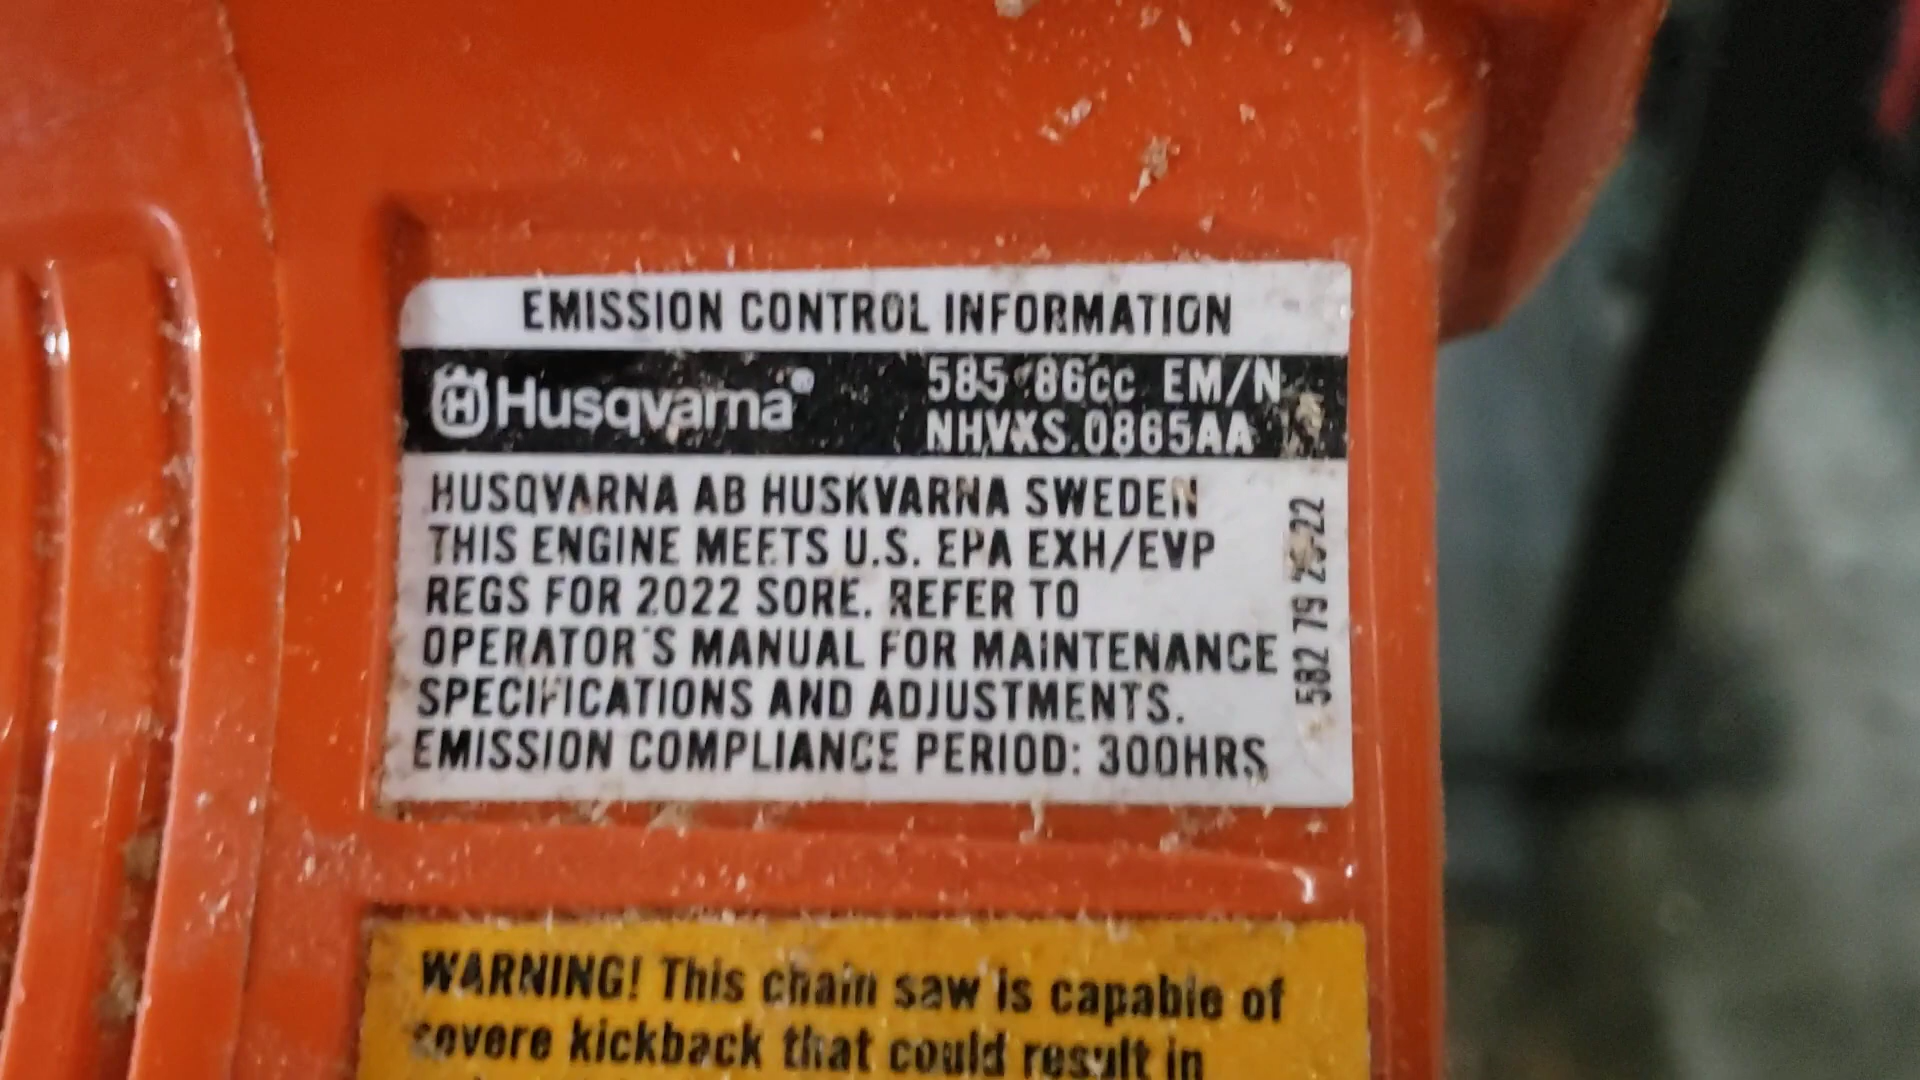 EMISSION CONTROL INFORMATION
Husqvarna®
585 86cc EM/N
NHVXS.0865AA
HUSQVARNA AB HUSKVARNA SWEDEN
THIS ENGINE MEETS U.S. EPA EXH/EVP
REGS FOR 2022 SORE. REFER TO
OPERATOR'S MANUAL FOR MAINTENANCE
SPECIFICATIONS AND ADJUSTMENTS.
EMISSION COMPLIANCE PERIOD: 300HRS
582 79
WARNING! This chain saw is capable of
severe kickback that could result in